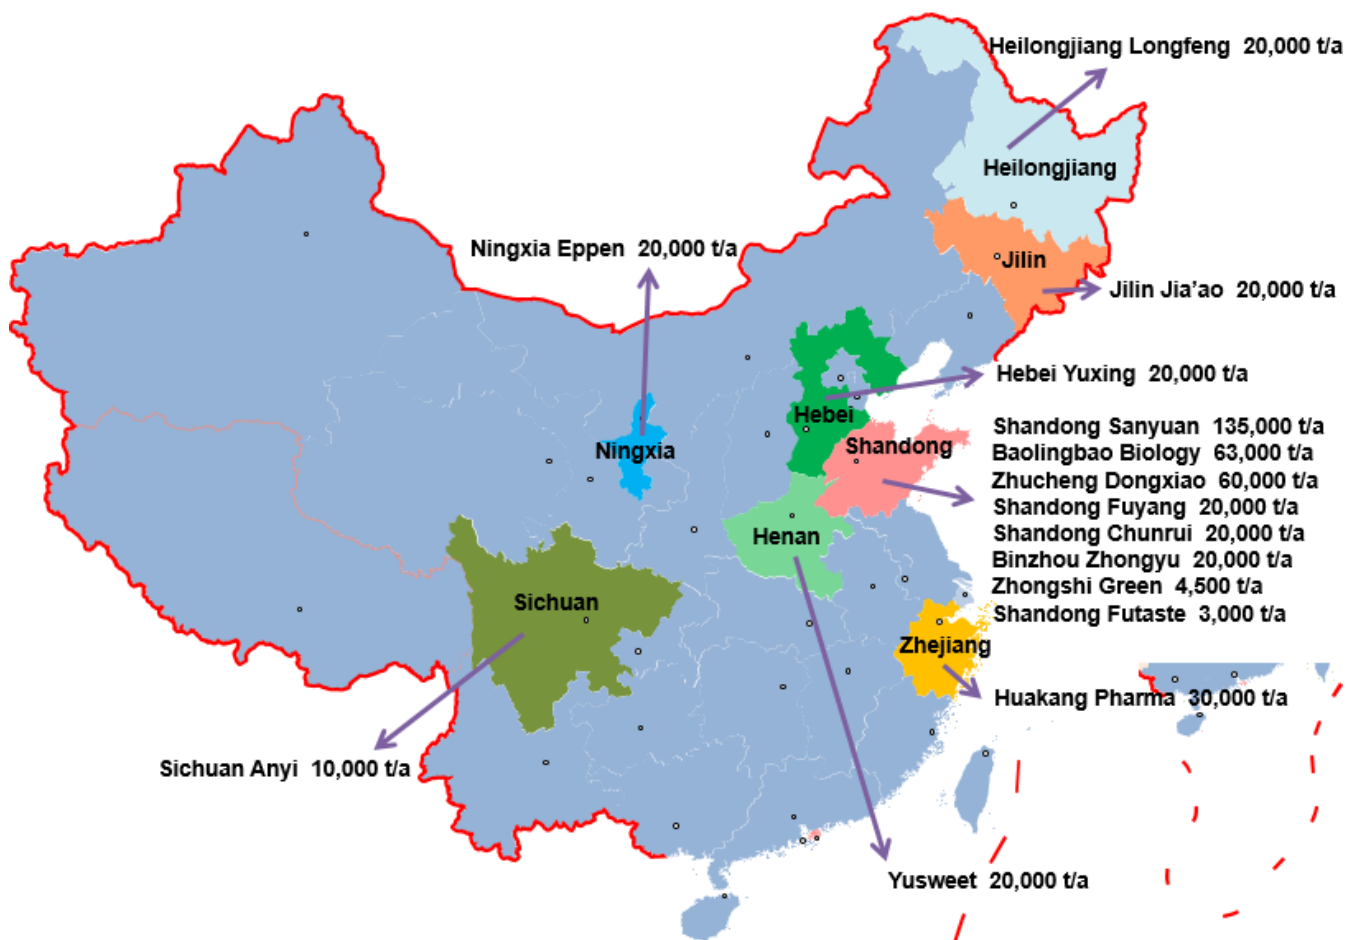 Heilongjiang Longfeng 20,000 t/a
Heilongjiang
Ningxia Eppen 20,000 t/a
Jilin
Jilin Jia'ao 20,000 t/a
Hebei Yuxing 20,000 t/a
Hebei
Shandong
Ningxia
Shandong Sanyuan 135,000 t/a
Baolingbao Biology 63,000 t/a
Zhucheng Dongxiao 60,000 t/a
Shandong Fuyang 20,000 t/a
Shandong Chunrui 20,000 t/a
Binzhou Zhongyu 20,000 t/a
Zhongshi Green 4,500 t/a
Shandong Futaste 3,000 t/a
Henan
Sichuan
Zhejiang
Huakang Pharma 30,000 t/a
Sichuan Anyi 10,000 t/a
Yusweet 20,000 t/a